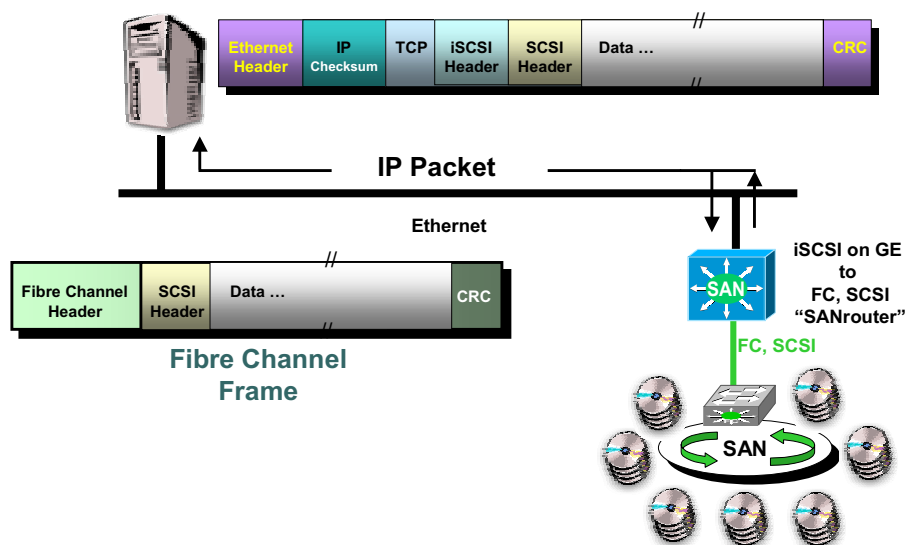 Ethernet
Header
IP
Checksum
TCP
iSCSI
Header
SCSI
Header
Data ...
//
//
CRC
IP Packet
Ethernet
Fibre Channel
Header
SCSI
Header
Data ...
//
//
CRC
Fibre Channel
Frame
SAN
iSCSI on GE
to
FC, SCSI
“SANrouter”
FC, SCSI
SAN